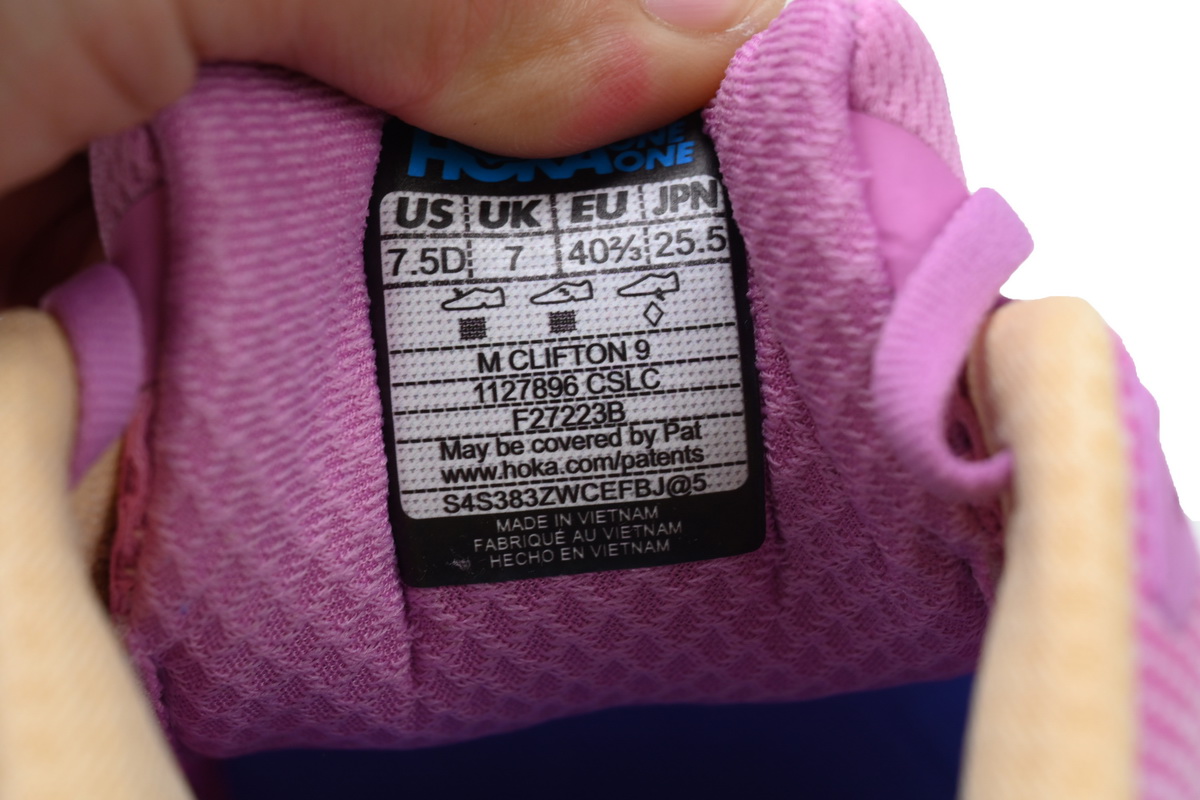 HOKA ONE ONE
US UK EU JPN
7.5D 7 40⅔ 25.5
M CLIFTON 9
1127896 CSLC
F27223B
May be covered by Pat
www.hoka.com/patents
S4S383ZWCEFBJ@5
MADE IN VIETNAM
FABRIQUÉ AU VIETNAM
HECHO EN VIETNAM